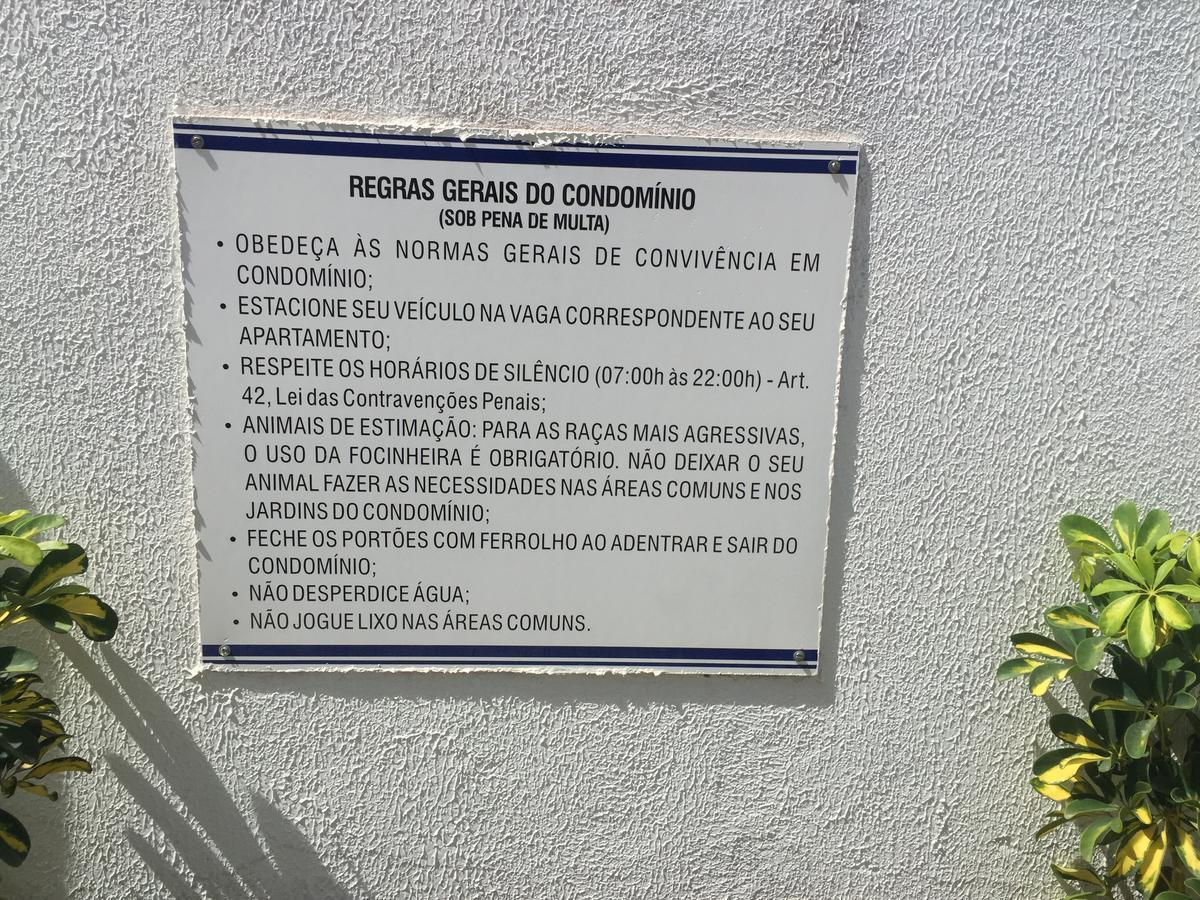 REGRAS GERAIS DO CONDOMÍNIO
(SOB PENA DE MULTA)
• OBEDEÇA ÀS NORMAS GERAIS DE CONVIVÊNCIA EM
CONDOMÍNIO;
• ESTACIONE SEU VEÍCULO NA VAGA CORRESPONDENTE AO SEU
APARTAMENTO;
• RESPEITE OS HORÁRIOS DE SILÊNCIO (07:00h às 22:00h) - Art.
42, Lei das Contravenções Penais;
• ANIMAIS DE ESTIMAÇÃO: PARA AS RAÇAS MAIS AGRESSIVAS,
O USO DA FOCINHEIRA É OBRIGATÓRIO. NÃO DEIXAR O SEU
ANIMAL FAZER AS NECESSIDADES NAS ÁREAS COMUNS E NOS
JARDINS DO CONDOMÍNIO;
• FECHE OS PORTÕES COM FERROLHO AO ADENTRAR E SAIR DO
CONDOMÍNIO;
• NÃO DESPERDICE ÁGUA;
• NÃO JOGUE LIXO NAS ÁREAS COMUNS.